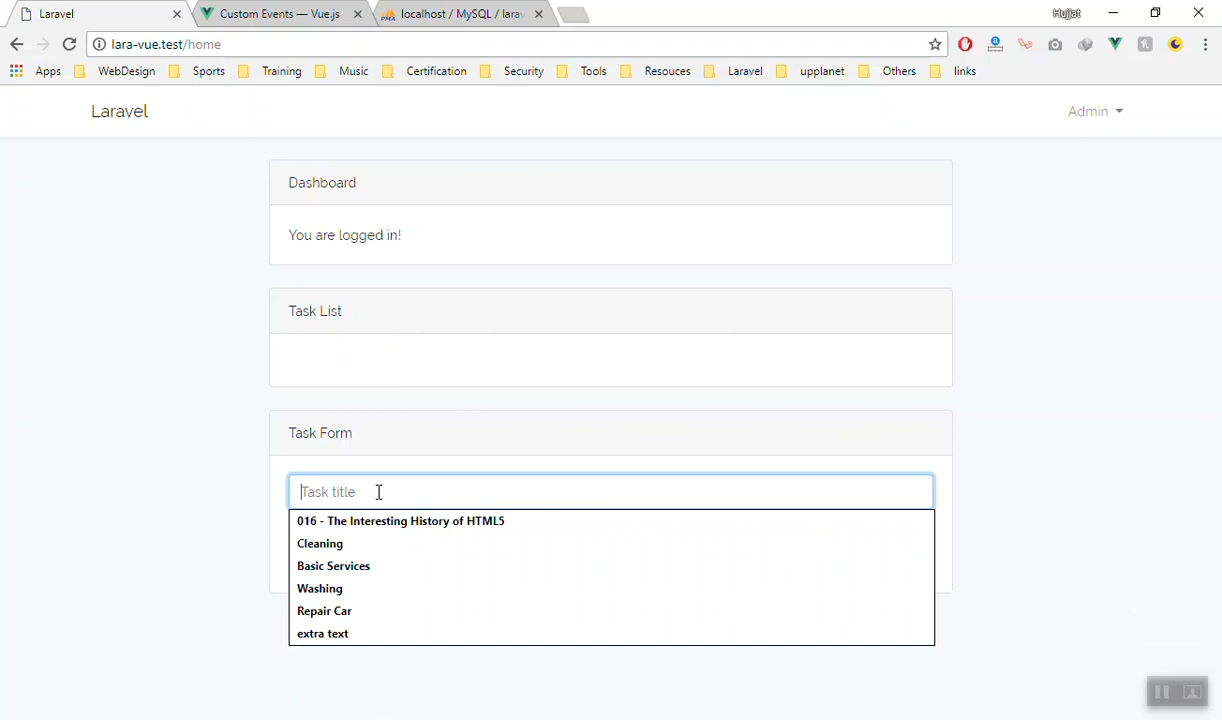 Laravel
Custom Events — Vue.js
localhost / MySQL / larav
Hujjat
lara-vue.test/home
Apps
WebDesign
Sports
Training
Music
Certification
Security
Tools
Resouces
Laravel
upplanet
Others
links
Laravel
Admin
Dashboard
You are logged in!
Task List
Task Form
Task title
016 - The Interesting History of HTML5
Cleaning
Basic Services
Washing
Repair Car
extra text